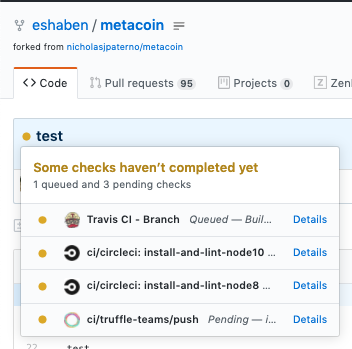 eshaben / metacoin
forked from nicholasjpaterno/metacoin
Code Pull requests 95 Projects 0 Zen
test
Some checks haven't completed yet
1 queued and 3 pending checks
Travis CI - Branch Queued — Buil... Details
ci/circleci: install-and-lint-node10 ... Details
ci/circleci: install-and-lint-node8 ... Details
ci/truffle-teams/push Pending — i... Details
22 test